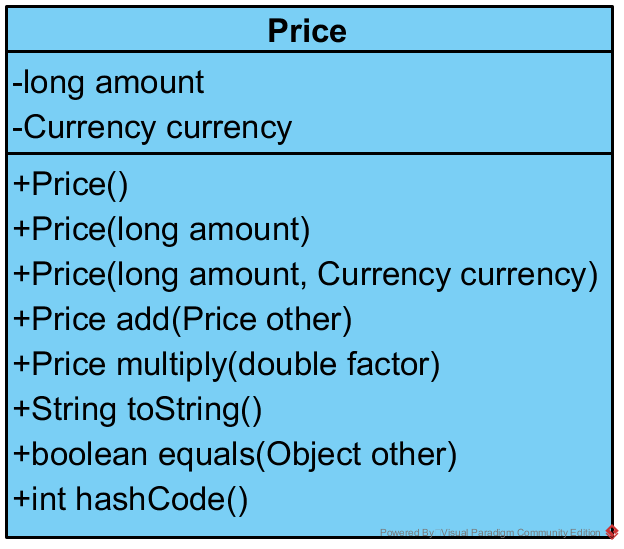 Price
-long amount
-Currency currency
+Price()
+Price(long amount)
+Price(long amount, Currency currency)
+Price add(Price other)
+Price multiply(double factor)
+String toString()
+boolean equals(Object other)
+int hashCode()
Powered By Visual Paradigm Community Edition